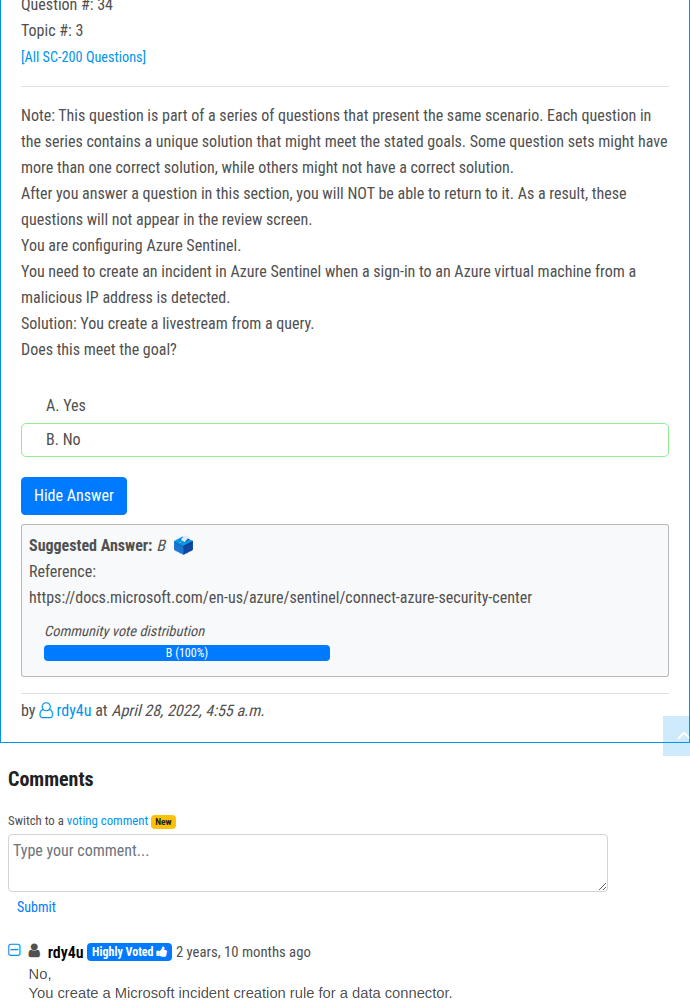 Question #: 34
Topic #: 3
[All SC-200 Questions]
Note: This question is part of a series of questions that present the same scenario. Each question in
the series contains a unique solution that might meet the stated goals. Some question sets might have
more than one correct solution, while others might not have a correct solution.
After you answer a question in this section, you will NOT be able to return to it. As a result, these
questions will not appear in the review screen.
You are configuring Azure Sentinel.
You need to create an incident in Azure Sentinel when a sign-in to an Azure virtual machine from a
malicious IP address is detected.
Solution: You create a livestream from a query.
Does this meet the goal?
A. Yes
B. No
Hide Answer
Suggested Answer: B
Reference:
https://docs.microsoft.com/en-us/azure/sentinel/connect-azure-security-center
Community vote distribution
B (100%)
by rdy4u at April 28, 2022, 4:55 a.m.
Comments
Switch to a voting comment New
Type your comment...
Submit
rdy4u Highly Voted 2 years, 10 months ago
No,
You create a Microsoft incident creation rule for a data connector.